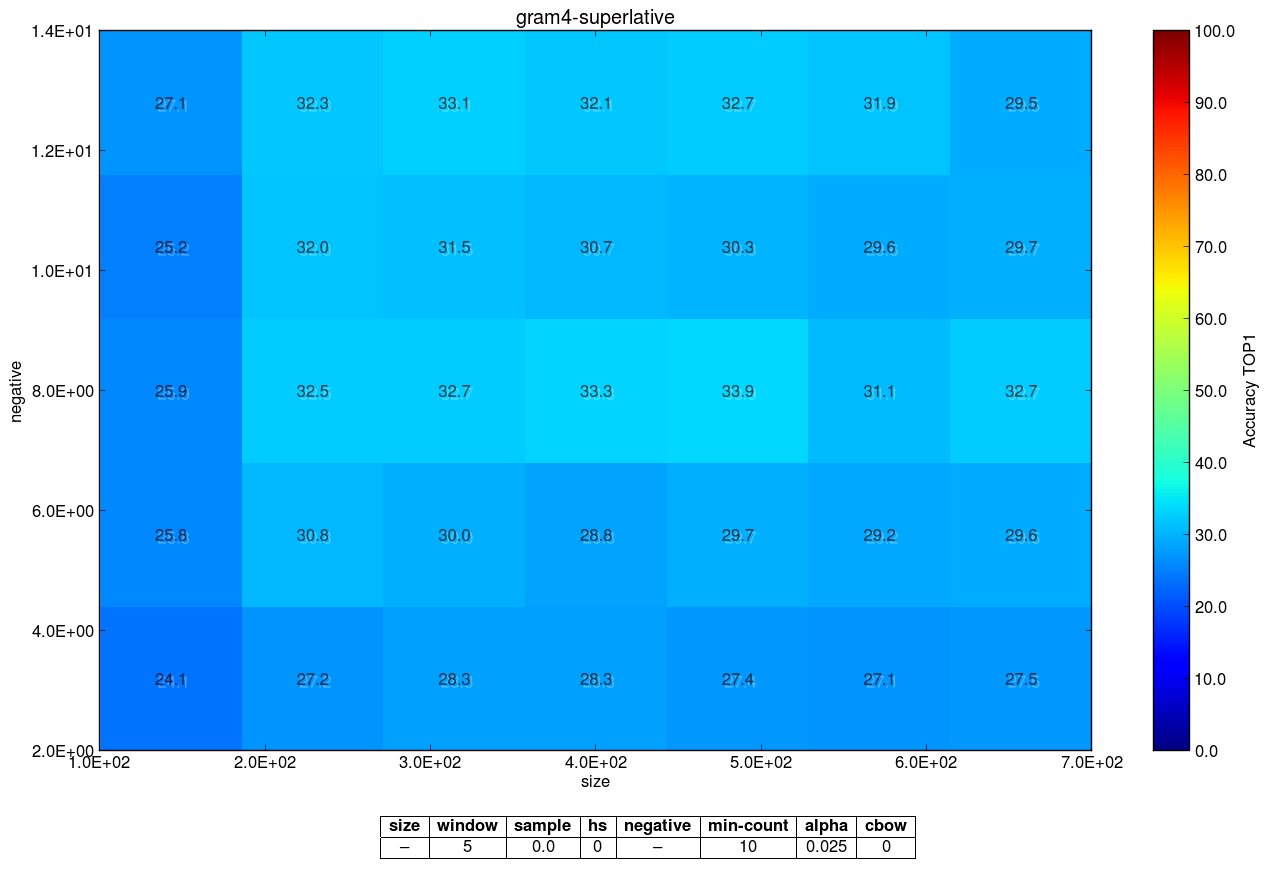 gram4-superlative
1.4E+01
100.0
27.1 32.3 33.1 32.1 32.7 31.9 29.5
90.0
1.2E+01
80.0
25.2 32.0 31.5 30.7 30.3 29.6 29.7
70.0
1.0E+01
60.0
negative
8.0E+00
25.9 32.5 32.7 33.3 33.9 31.1 32.7
50.0
Accuracy TOP1
40.0
6.0E+00
30.0
25.8 30.8 30.0 28.8 29.7 29.2 29.6
4.0E+00
20.0
24.1 27.2 28.3 28.3 27.4 27.1 27.5
10.0
2.0E+00
0.0
1.0E+02 2.0E+02 3.0E+02 4.0E+02 5.0E+02 6.0E+02 7.0E+02
size
size window sample hs negative min-count alpha cbow
– 5 0.0 0 – 10 0.025 0